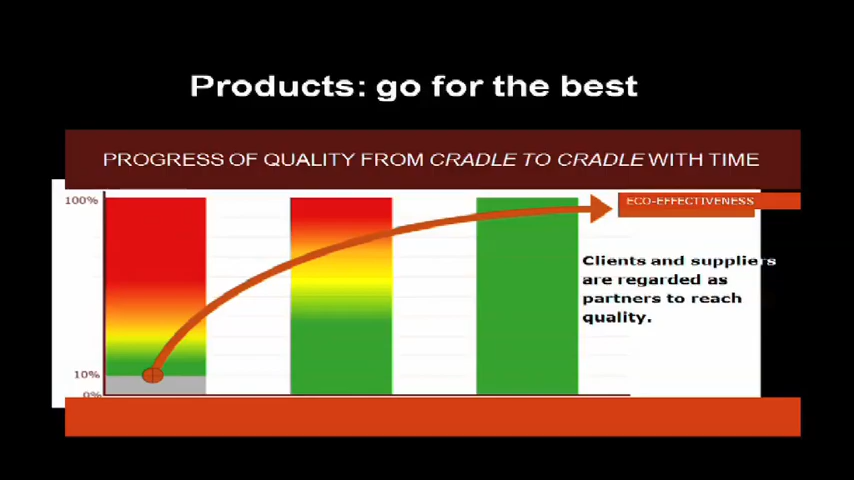 Products: go for the best
PROGRESS OF QUALITY FROM CRADLE TO CRADLE WITH TIME
100%
ECO-EFFECTIVENESS
Clients and suppliers
are regarded as
partners to reach
quality.
10%
0%